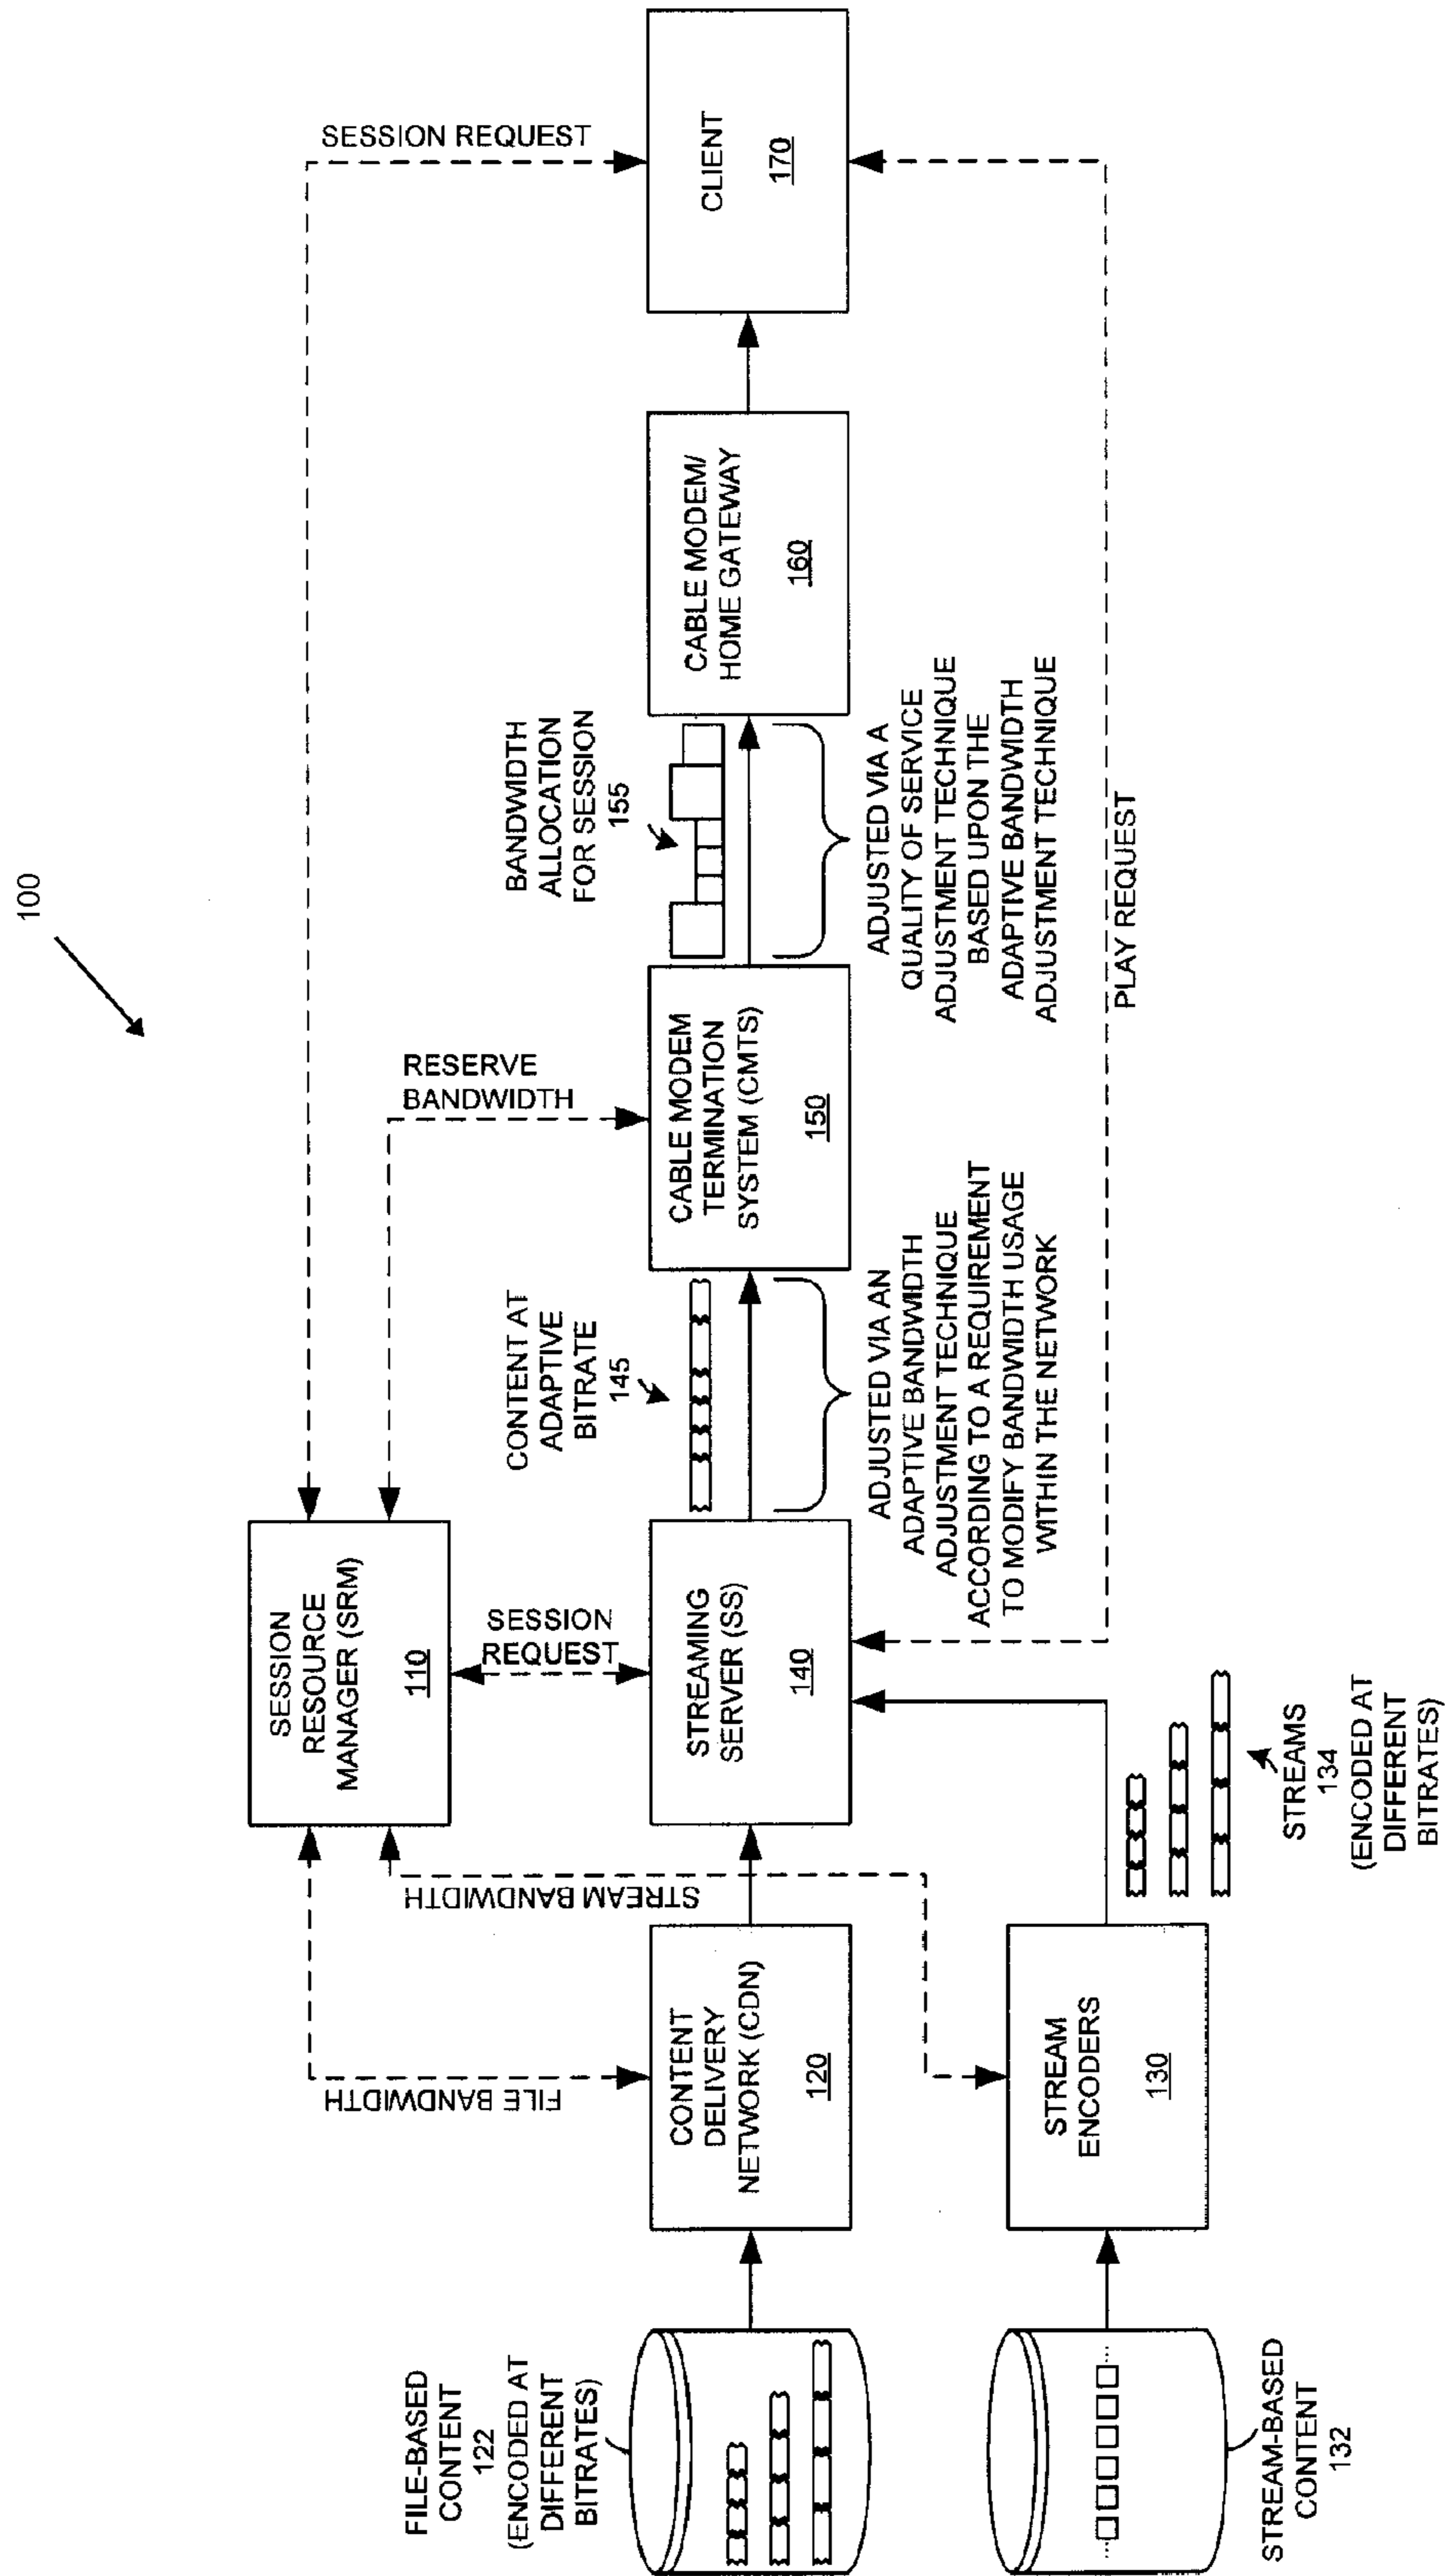 100
SESSION REQUEST
CLIENT
170
SESSION
RESOURCE
MANAGER (SRM)
110
RESERVE
BANDWIDTH
FILE BANDWIDTH
STREAM BANDWIDTH
SESSION
REQUEST
FILE-BASED
CONTENT
122
(ENCODED AT
DIFFERENT
BITRATES)
CONTENT
DELIVERY
NETWORK (CDN)
120
STREAMING
SERVER (SS)
140
CONTENT AT
ADAPTIVE
BITRATE
145
CABLE MODEM
TERMINATION
SYSTEM (CMTS)
150
BANDWIDTH
ALLOCATION
FOR SESSION
155
CABLE MODEM/
HOME GATEWAY
160
ADJUSTED VIA AN
ADAPTIVE BANDWIDTH
ADJUSTMENT TECHNIQUE
ACCORDING TO A REQUIREMENT
TO MODIFY BANDWIDTH USAGE
WITHIN THE NETWORK
ADJUSTED VIA A
QUALITY OF SERVICE
ADJUSTMENT TECHNIQUE
BASED UPON THE
ADAPTIVE BANDWIDTH
ADJUSTMENT TECHNIQUE
PLAY REQUEST
STREAM
ENCODERS
130
STREAMS
134
(ENCODED AT
DIFFERENT
BITRATES)
STREAM-BASED
CONTENT
132